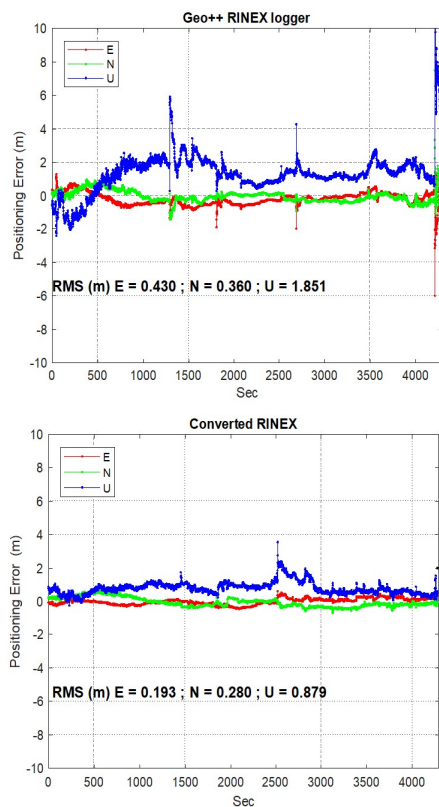 Geo++ RINEX logger
10
8
6
4
2
0
-2
-4
-6
-8
-10
Positioning Error (m)
E
N
U
RMS (m) E = 0.430 ; N = 0.360 ; U = 1.851
0 500 1000 1500 2000 2500 3000 3500 4000
Sec
Converted RINEX
10
8
6
4
2
0
-2
-4
-6
-8
-10
Positioning Error (m)
E
N
U
RMS (m) E = 0.193 ; N = 0.280 ; U = 0.879
0 500 1000 1500 2000 2500 3000 3500 4000
Sec